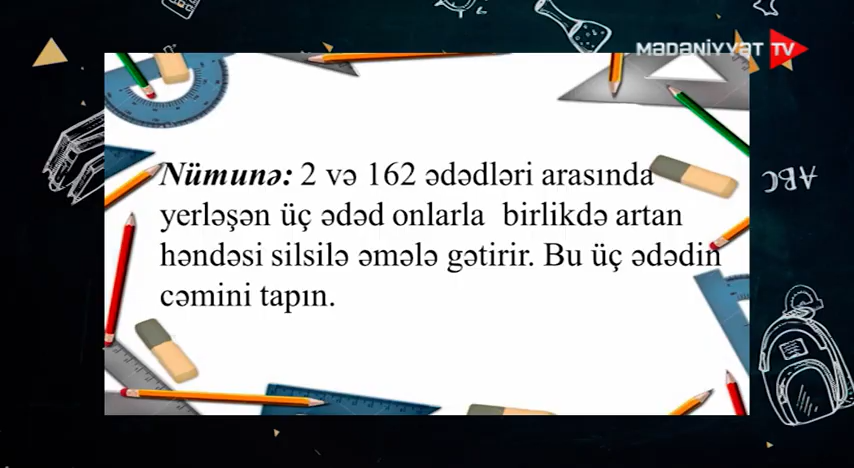 MƏDƏNİYYƏT TV
Nümunə: 2 və 162 ədədləri arasında
yerləşən üç ədəd onlarla birlikdə artan
həndəsi silsilə əmələ gətirir. Bu üç ədədin
cəmini tapın.
ABC